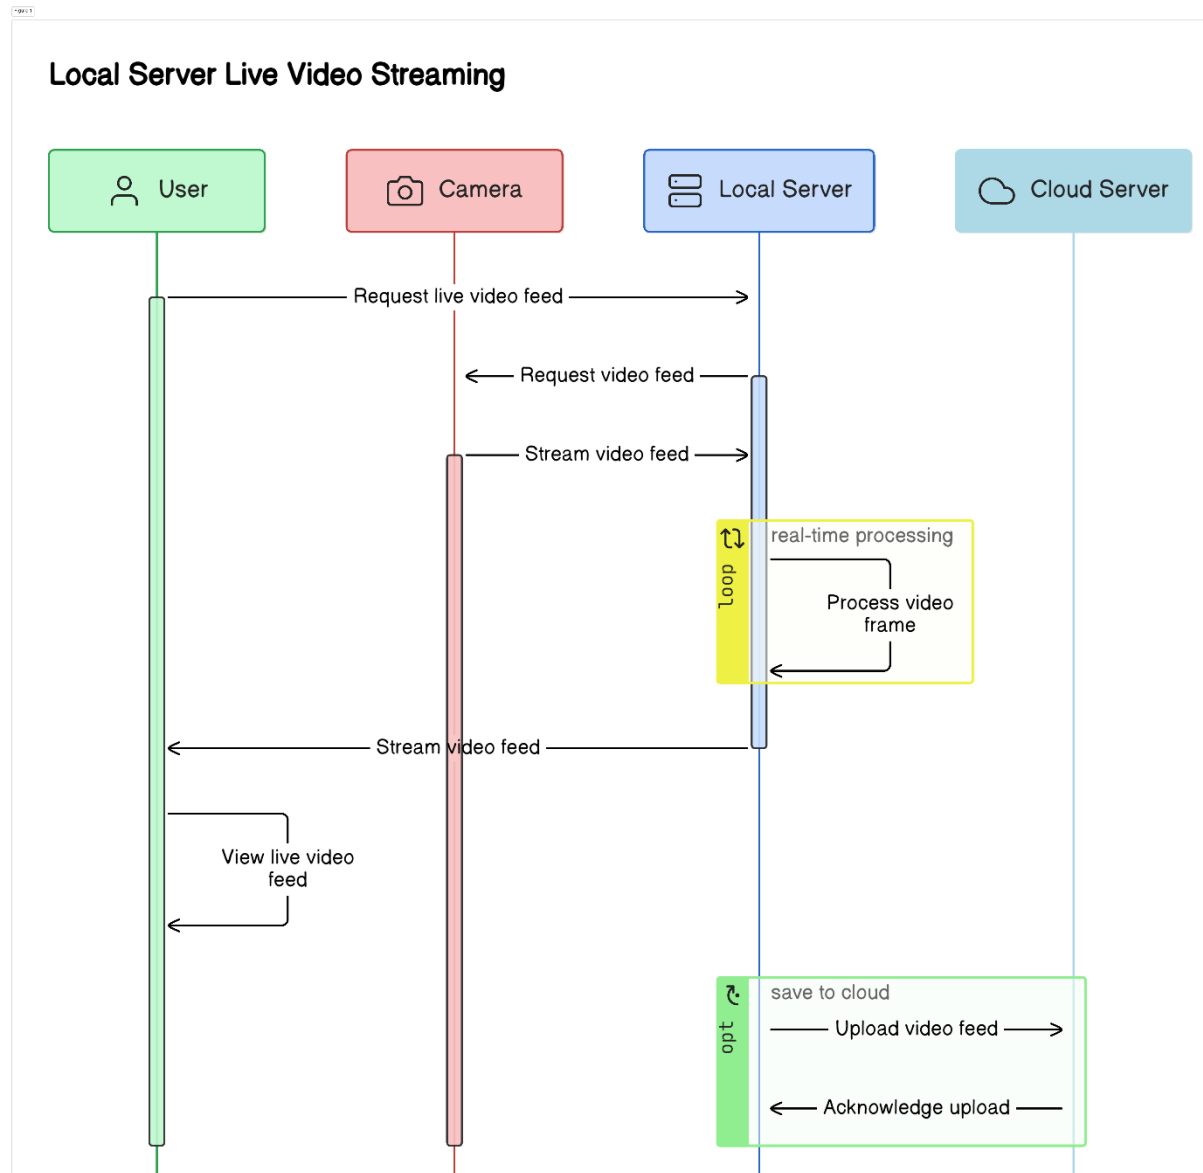 Figure 1
Local Server Live Video Streaming
User
Camera
Local Server
Cloud Server
Request live video feed
Request video feed
Stream video feed
loop
real-time processing
Process video
frame
Stream video feed
View live video
feed
opt
save to cloud
Upload video feed
Acknowledge upload